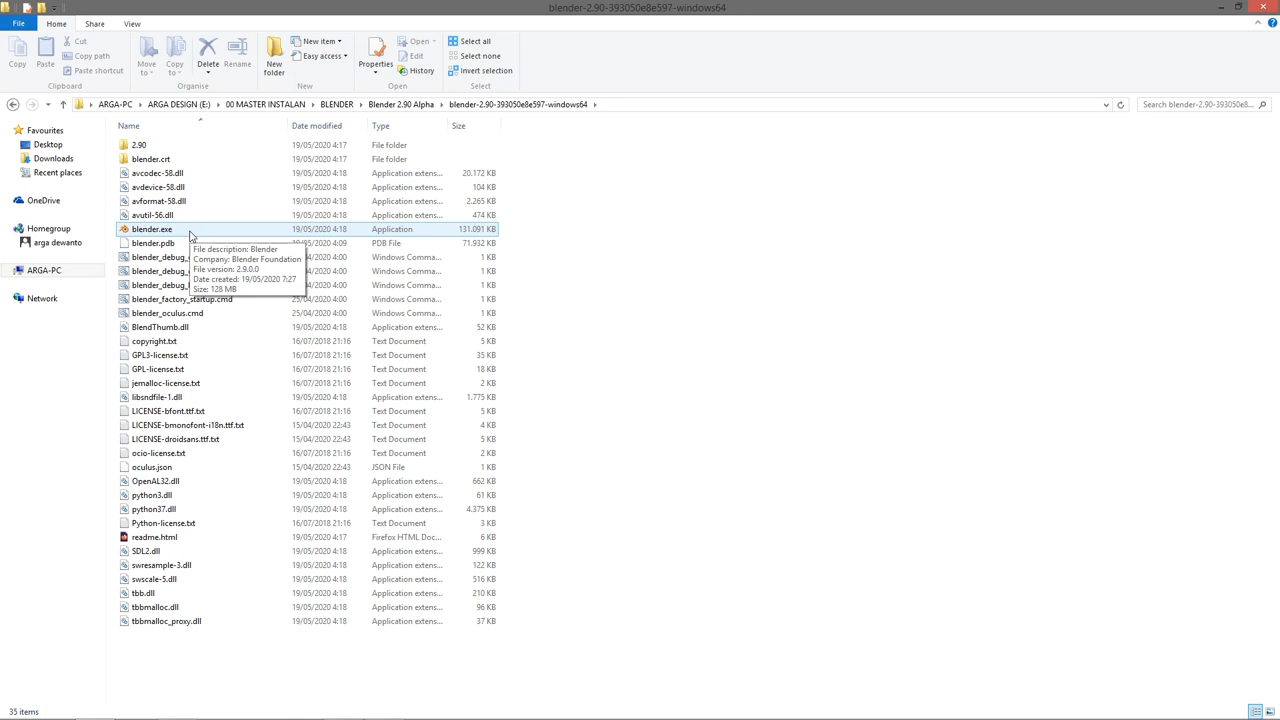 blender-2.90-393050e8e597-windows64
File Home Share View
Copy Paste Cut Copy path Paste shortcut Move to Copy to Delete Rename New folder New item Easy access Properties Open Edit History Select all Select none Invert selection
Clipboard Organise New Open Select
ARGA-PC ARGA DESIGN (E:) 00 MASTER INSTALAN BLENDER Blender 2.90 Alpha blender-2.90-393050e8e597-windows64 Search blender-2.90-393050e8...
Favourites
Desktop
Downloads
Recent places
OneDrive
Homegroup
arga dewanto
ARGA-PC
Network
Name Date modified Type Size
2.90 19/05/2020 4:17 File folder
blender.crt 19/05/2020 4:17 File folder
avcodec-58.dll 19/05/2020 4:18 Application extens... 20.172 KB
avdevice-58.dll 19/05/2020 4:18 Application extens... 104 KB
avformat-58.dll 19/05/2020 4:18 Application extens... 2.265 KB
avutil-56.dll 19/05/2020 4:18 Application extens... 474 KB
blender.exe 19/05/2020 4:18 Application 131.091 KB
blender.pdb 4:09 PDB File 71.932 KB
blender_debug_ 4:00 Windows Comma... 1 KB
blender_debug_ 4:00 Windows Comma... 1 KB
blender_debug_ 4:00 Windows Comma... 1 KB
blender_factory_startup.cmd 25/04/2020 4:00 Windows Comma... 1 KB
blender_oculus.cmd 25/04/2020 4:00 Windows Comma... 1 KB
BlendThumb.dll 19/05/2020 4:18 Application extens... 52 KB
copyright.txt 16/07/2018 21:16 Text Document 5 KB
GPL3-license.txt 16/07/2018 21:16 Text Document 35 KB
GPL-license.txt 16/07/2018 21:16 Text Document 18 KB
jemalloc-license.txt 16/07/2018 21:16 Text Document 2 KB
libsndfile-1.dll 19/05/2020 4:18 Application extens... 1.775 KB
LICENSE-bfont.ttf.txt 16/07/2018 21:16 Text Document 5 KB
LICENSE-bmonofont-i18n.ttf.txt 15/04/2020 22:43 Text Document 4 KB
LICENSE-droidsans.ttf.txt 15/04/2020 22:43 Text Document 5 KB
ocio-license.txt 16/07/2018 21:16 Text Document 2 KB
oculus.json 15/04/2020 22:43 JSON File 1 KB
OpenAL32.dll 19/05/2020 4:18 Application extens... 662 KB
python3.dll 19/05/2020 4:18 Application extens... 61 KB
python37.dll 19/05/2020 4:18 Application extens... 4.375 KB
Python-license.txt 16/07/2018 21:16 Text Document 3 KB
readme.html 19/05/2020 4:17 Firefox HTML Doc... 6 KB
SDL2.dll 19/05/2020 4:18 Application extens... 999 KB
swresample-3.dll 19/05/2020 4:18 Application extens... 122 KB
swscale-5.dll 19/05/2020 4:18 Application extens... 516 KB
tbb.dll 19/05/2020 4:18 Application extens... 210 KB
tbbmalloc.dll 19/05/2020 4:18 Application extens... 96 KB
tbbmalloc_proxy.dll 19/05/2020 4:18 Application extens... 37 KB
File description: Blender
Company: Blender Foundation
File version: 2.9.0.0
Date created: 19/05/2020 7:27
Size: 128 MB
35 items